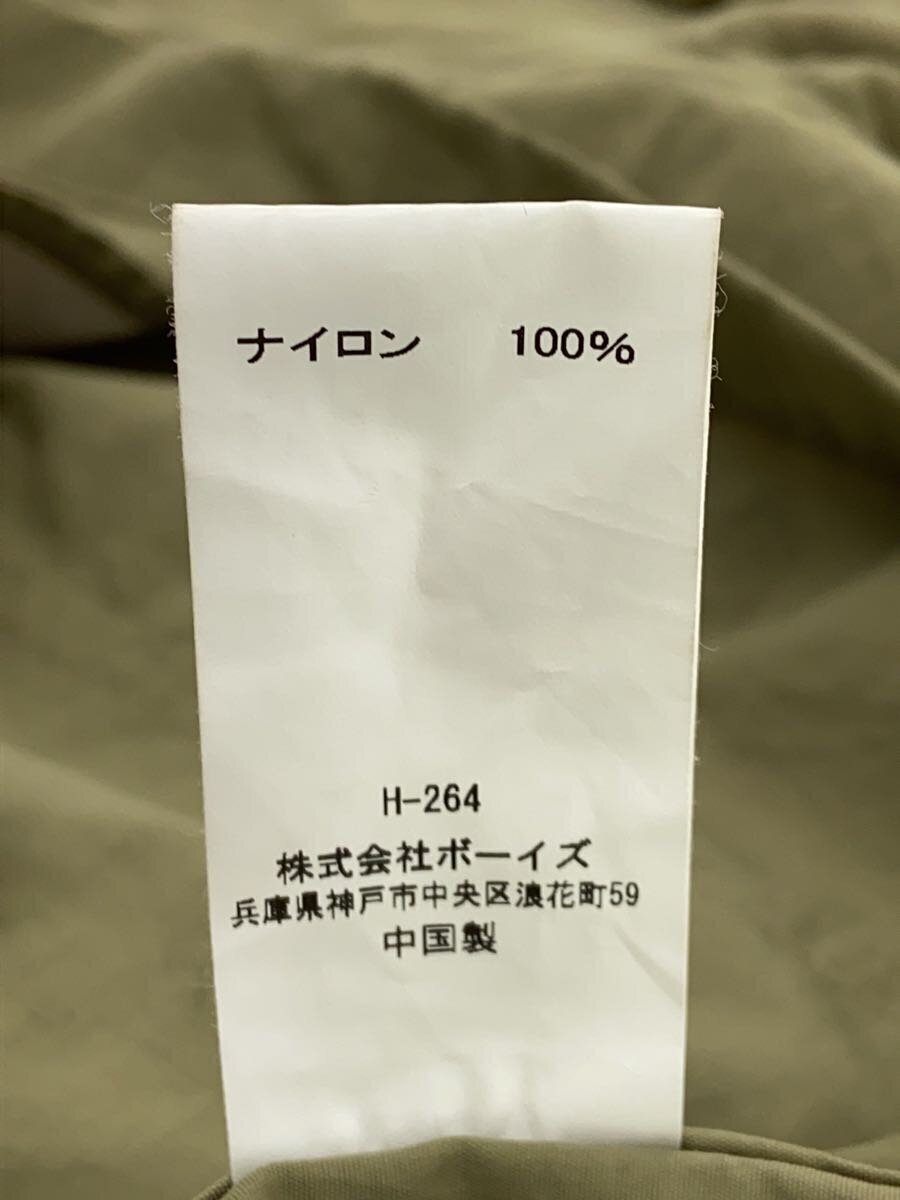 ナイロン 100%
H-264
株式会社ボーイズ
兵庫県神戸市中央区浪花町59
中国製